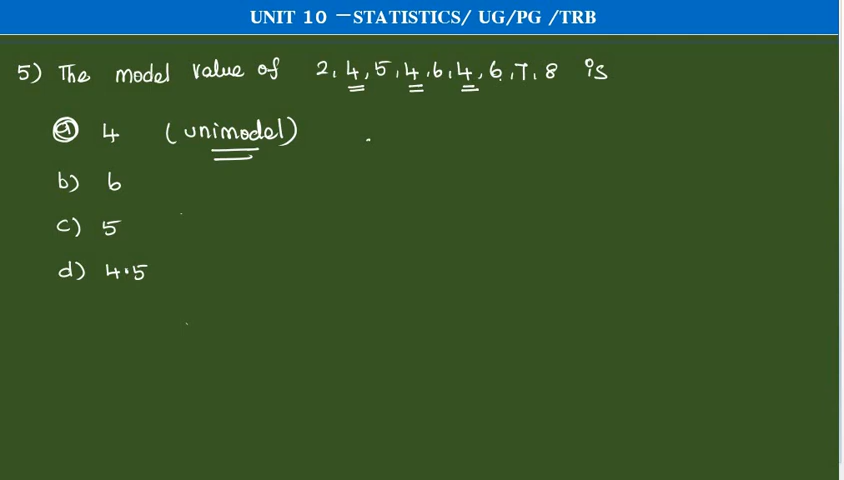 UNIT 10 –STATISTICS/ UG/PG /TRB
5) The model value of 2, 4, 5, 4, 6, 4, 6, 7, 8 is
a) 4 (unimodel)
b) 6
c) 5
d) 4.5